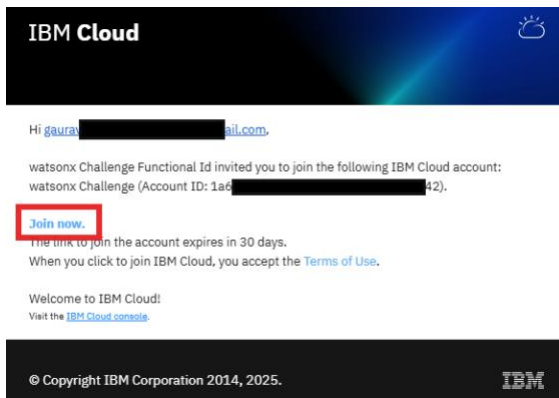 IBM Cloud
Hi gaurav ail.com,
watsonx Challenge Functional Id invited you to join the following IBM Cloud account:
watsonx Challenge (Account ID: 1a6 42).
Join now.
The link to join the account expires in 30 days.
When you click to join IBM Cloud, you accept the Terms of Use.
Welcome to IBM Cloud!
Visit the IBM Cloud console.
© Copyright IBM Corporation 2014, 2025.
IBM